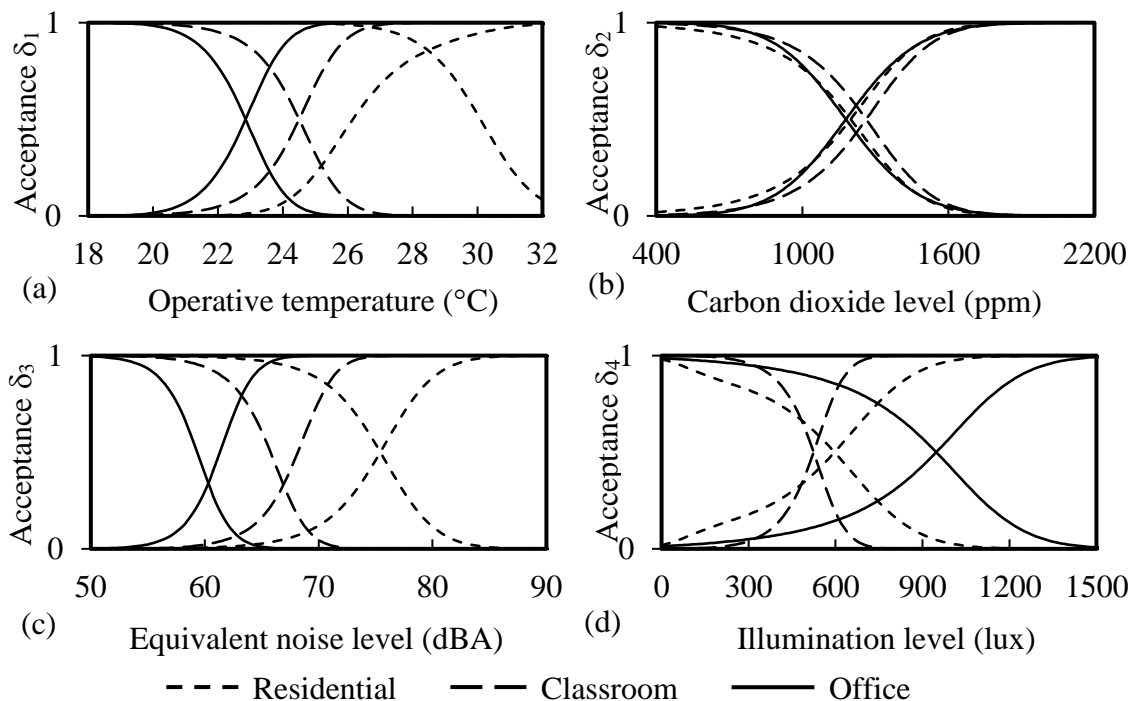 1
Acceptance δ1
0
18 20 22 24 26 28 30 32
(a)
Operative temperature (°C)
1
Acceptance δ2
0
400 1000 1600 2200
(b)
Carbon dioxide level (ppm)
1
Acceptance δ3
0
50 60 70 80 90
(c)
Equivalent noise level (dBA)
1
Acceptance δ4
0
0 300 600 900 1200 1500
(d)
Illumination level (lux)
Residential Classroom Office